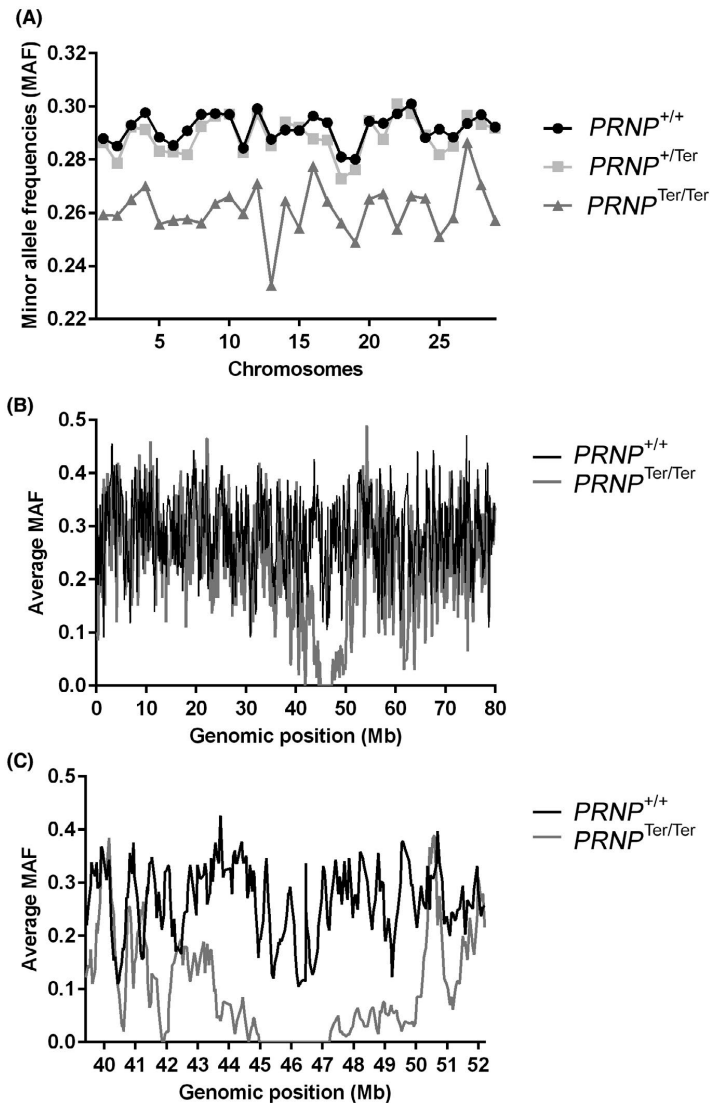 (A)
Minor allele frequencies (MAF)
0.32
0.30
0.28
0.26
0.24
0.22
5 10 15 20 25
Chromosomes
PRNP+/+
PRNP+/Ter
PRNPTer/Ter
(B)
Average MAF
0.5
0.4
0.3
0.2
0.1
0.0
0 10 20 30 40 50 60 70 80
Genomic position (Mb)
PRNP+/+
PRNPTer/Ter
(C)
Average MAF
0.5
0.4
0.3
0.2
0.1
0.0
40 41 42 43 44 45 46 47 48 49 50 51 52
Genomic position (Mb)
PRNP+/+
PRNPTer/Ter